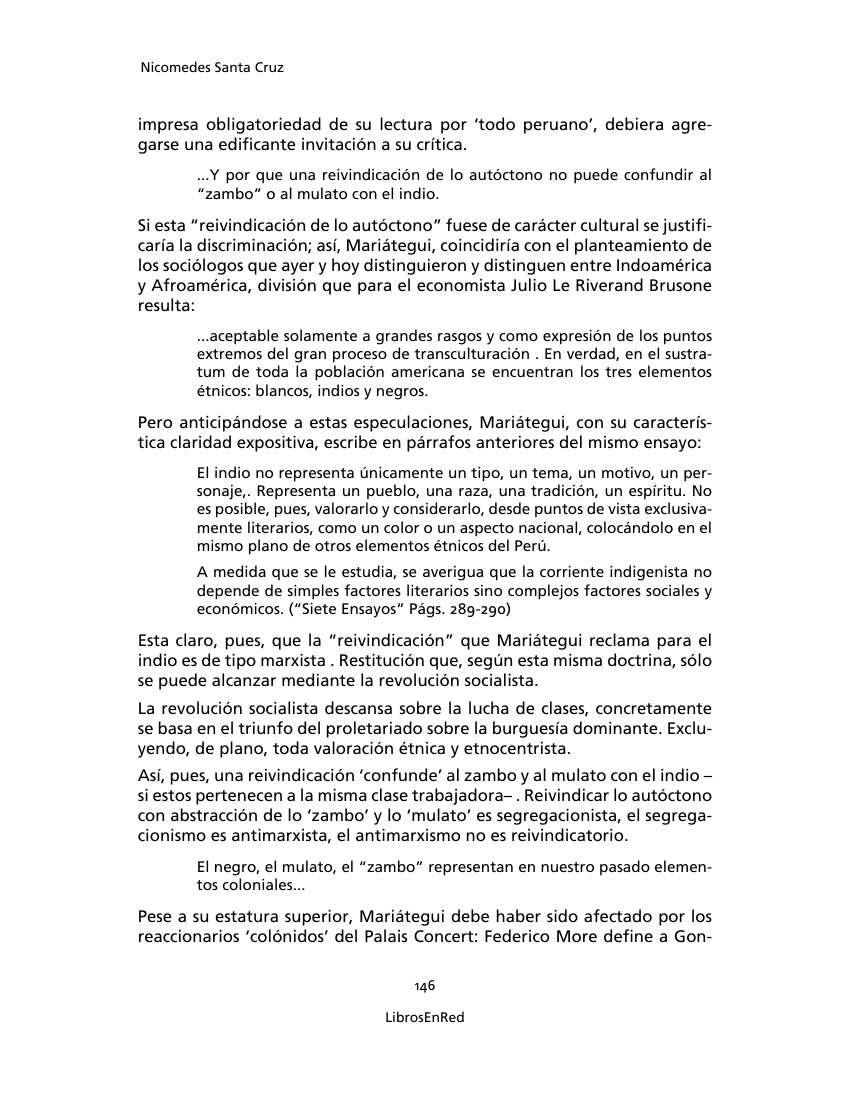 Nicomedes Santa Cruz
impresa obligatoriedad de su lectura por ‘todo peruano’, debiera agre-
garse una edificante invitación a su crítica.
...Y por que una reivindicación de lo autóctono no puede confundir al
“zambo” o al mulato con el indio.
Si esta “reivindicación de lo autóctono” fuese de carácter cultural se justifi-
caría la discriminación; así, Mariátegui, coincidiría con el planteamiento de
los sociólogos que ayer y hoy distinguieron y distinguen entre Indoamérica
y Afroamérica, división que para el economista Julio Le Riverand Brusone
resulta:
...aceptable solamente a grandes rasgos y como expresión de los puntos
extremos del gran proceso de transculturación . En verdad, en el sustra-
tum de toda la población americana se encuentran los tres elementos
étnicos: blancos, indios y negros.
Pero anticipándose a estas especulaciones, Mariátegui, con su caracterís-
tica claridad expositiva, escribe en párrafos anteriores del mismo ensayo:
El indio no representa únicamente un tipo, un tema, un motivo, un per-
sonaje,. Representa un pueblo, una raza, una tradición, un espíritu. No
es posible, pues, valorarlo y considerarlo, desde puntos de vista exclusiva-
mente literarios, como un color o un aspecto nacional, colocándolo en el
mismo plano de otros elementos étnicos del Perú.
A medida que se le estudia, se averigua que la corriente indigenista no
depende de simples factores literarios sino complejos factores sociales y
económicos. (“Siete Ensayos” Págs. 289-290)
Esta claro, pues, que la “reivindicación” que Mariátegui reclama para el
indio es de tipo marxista . Restitución que, según esta misma doctrina, sólo
se puede alcanzar mediante la revolución socialista.
La revolución socialista descansa sobre la lucha de clases, concretamente
se basa en el triunfo del proletariado sobre la burguesía dominante. Exclu-
yendo, de plano, toda valoración étnica y etnocentrista.
Así, pues, una reivindicación ‘confunde’ al zambo y al mulato con el indio –
si estos pertenecen a la misma clase trabajadora– . Reivindicar lo autóctono
con abstracción de lo ‘zambo’ y lo ‘mulato’ es segregacionista, el segrega-
cionismo es antimarxista, el antimarxismo no es reivindicatorio.
El negro, el mulato, el “zambo” representan en nuestro pasado elemen-
tos coloniales...
Pese a su estatura superior, Mariátegui debe haber sido afectado por los
reaccionarios ‘colónidos’ del Palais Concert: Federico More define a Gon-
146
LibrosEnRed